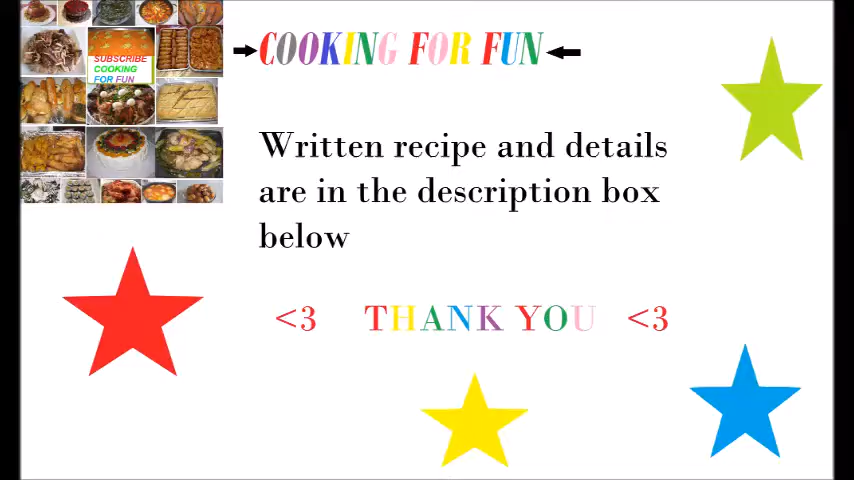 COOKING FOR FUN
SUBSCRIBE
COOKING
FOR FUN
Written recipe and details
are in the description box
below
<3 THANK YOU <3